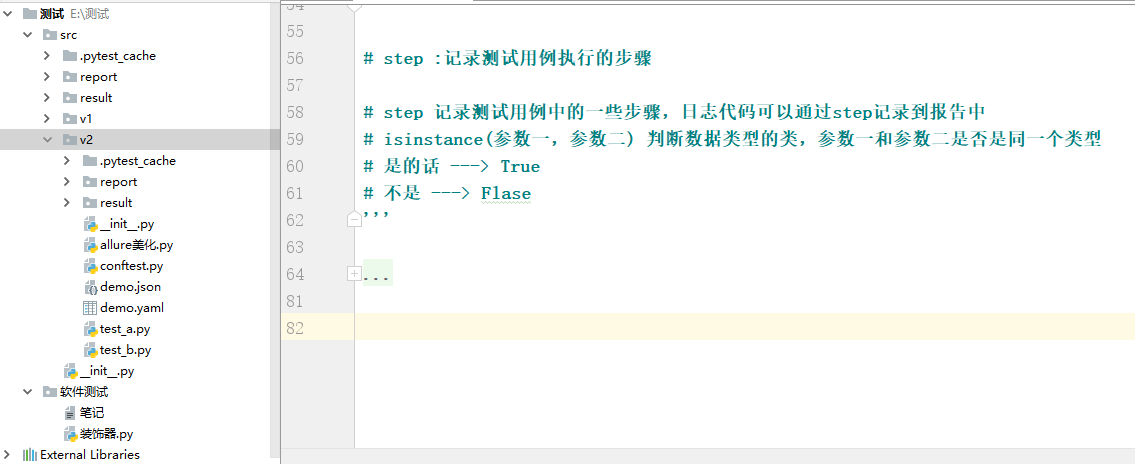 测试 E:\测试
src
.pytest_cache
report
result
v1
v2
.pytest_cache
report
result
__init__.py
allure美化.py
conftest.py
demo.json
demo.yaml
test_a.py
test_b.py
__init__.py
软件测试
笔记
装饰器.py
External Libraries
54
55
56 # step :记录测试用例执行的步骤
57
58 # step 记录测试用例中的一些步骤，日志代码可以通过step记录到报告中
59 # isinstance(参数一，参数二) 判断数据类型的类，参数一和参数二是否是同一个类型
60 # 是的话 ---> True
61 # 不是 ---> Flase
62 '''
63
64 ...
81
82